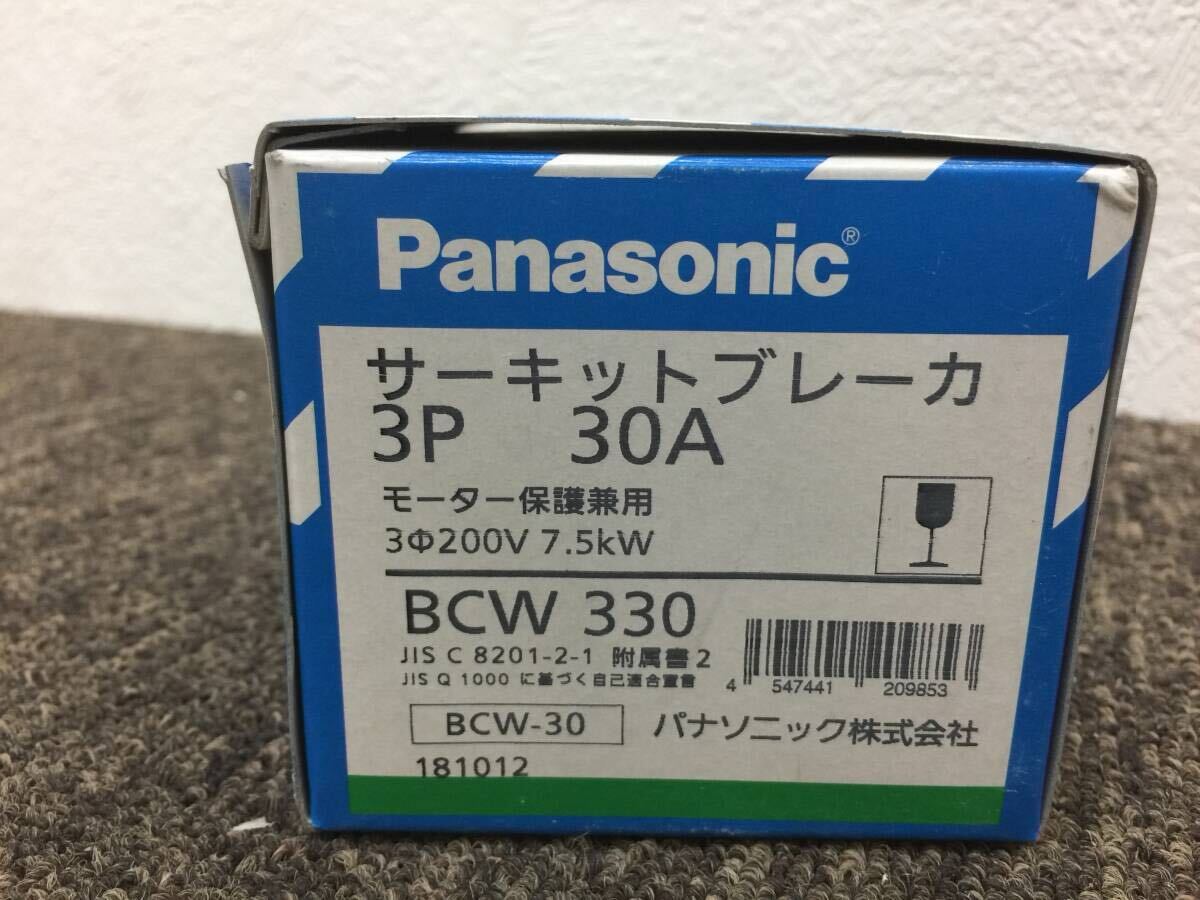 Panasonic®
サーキットブレーカ
3P 30A
モーター保護兼用
3Φ200V 7.5kW
BCW 330
JIS C 8201-2-1 附属書2
JIS Q 1000 に基づく自己適合宣言
4 547441 209853
BCW-30 パナソニック株式会社
181012